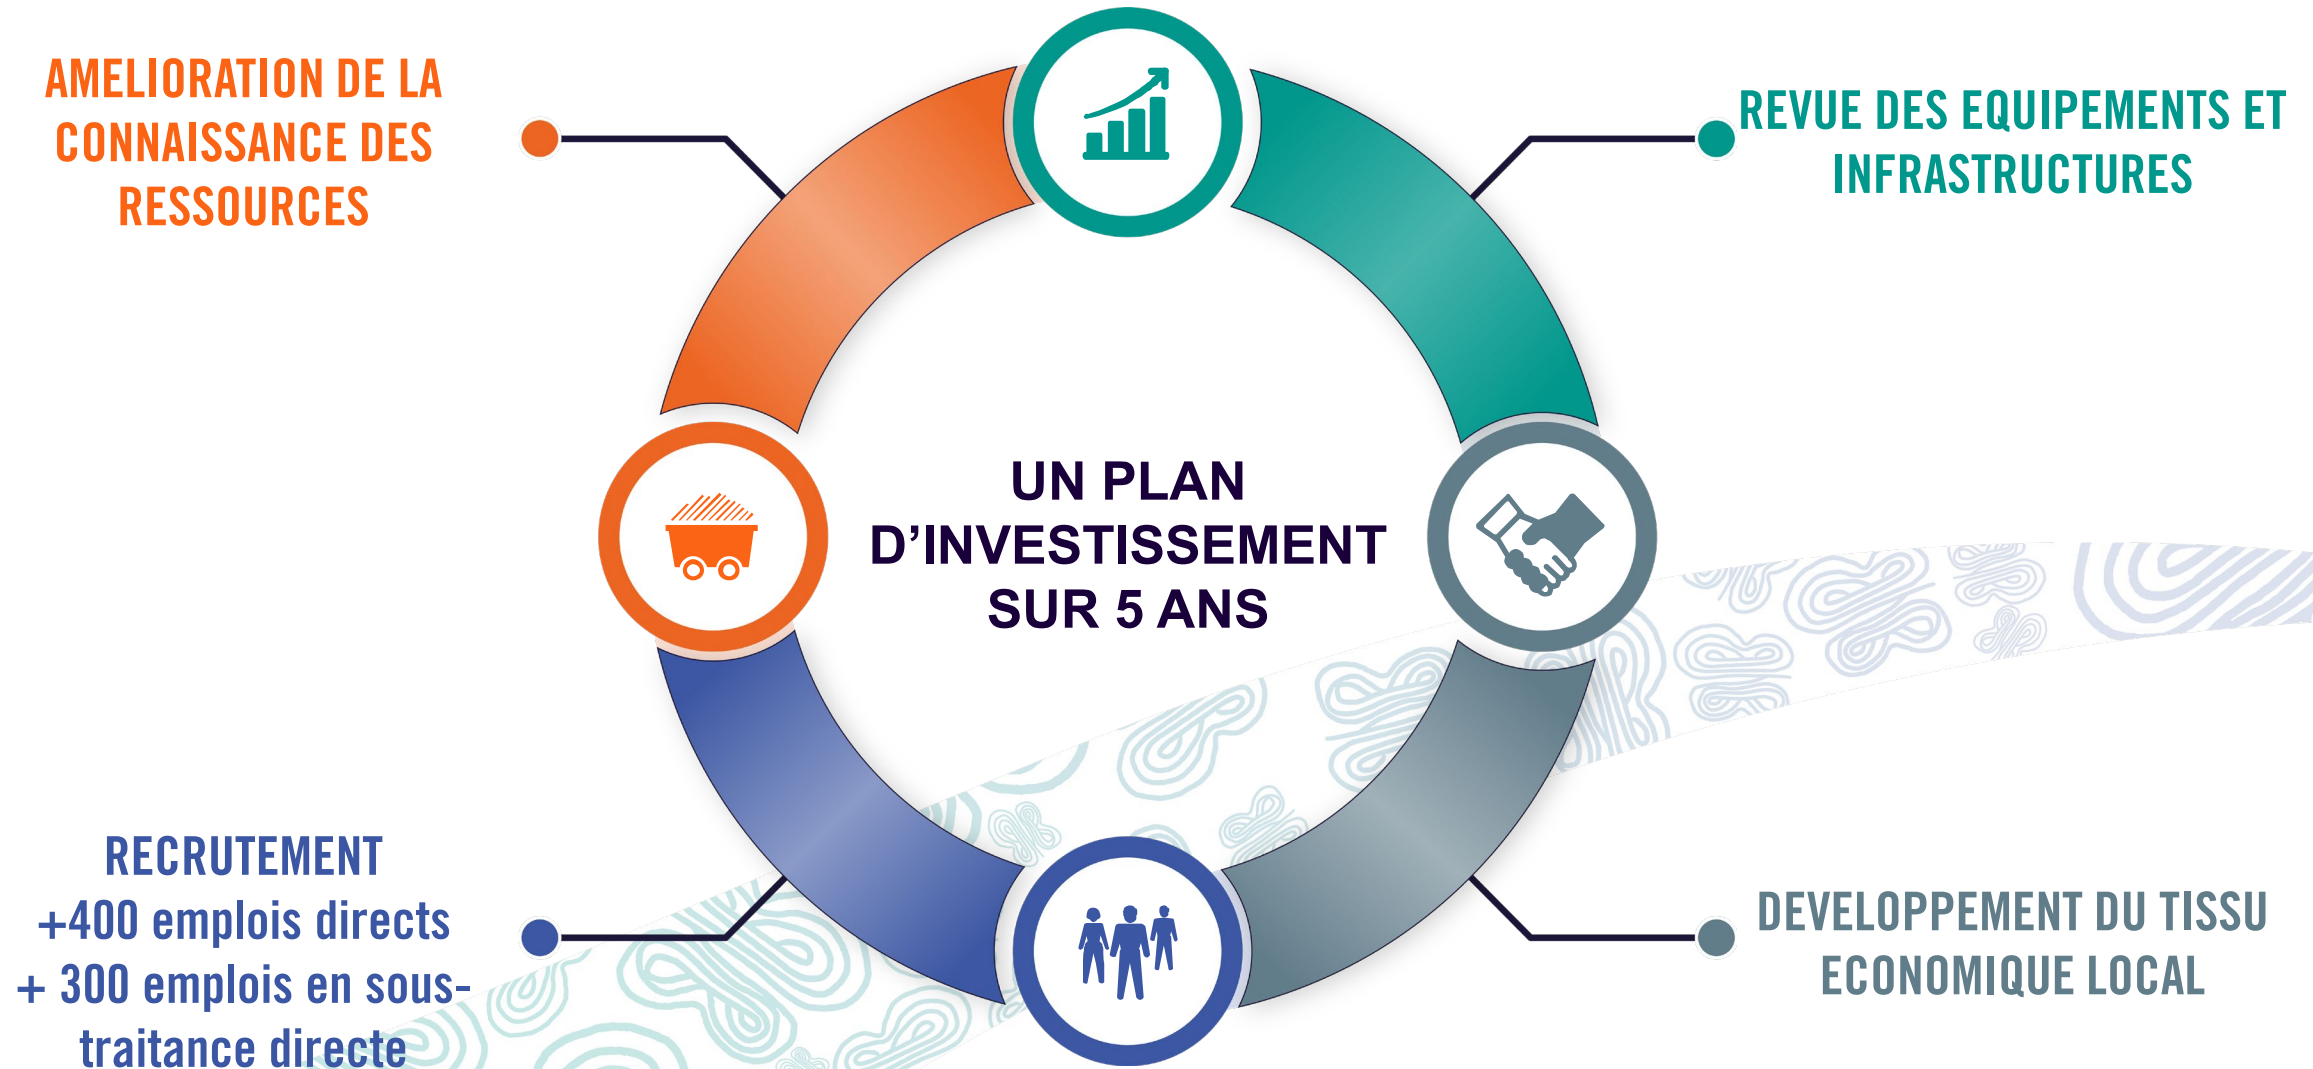 AMELIORATION DE LA
CONNAISSANCE DES
RESSOURCES
REVUE DES EQUIPEMENTS ET
INFRASTRUCTURES
UN PLAN
D’INVESTISSEMENT
SUR 5 ANS
RECRUTEMENT
+400 emplois directs
+ 300 emplois en sous-
traitance directe
DEVELOPPEMENT DU TISSU
ECONOMIQUE LOCAL